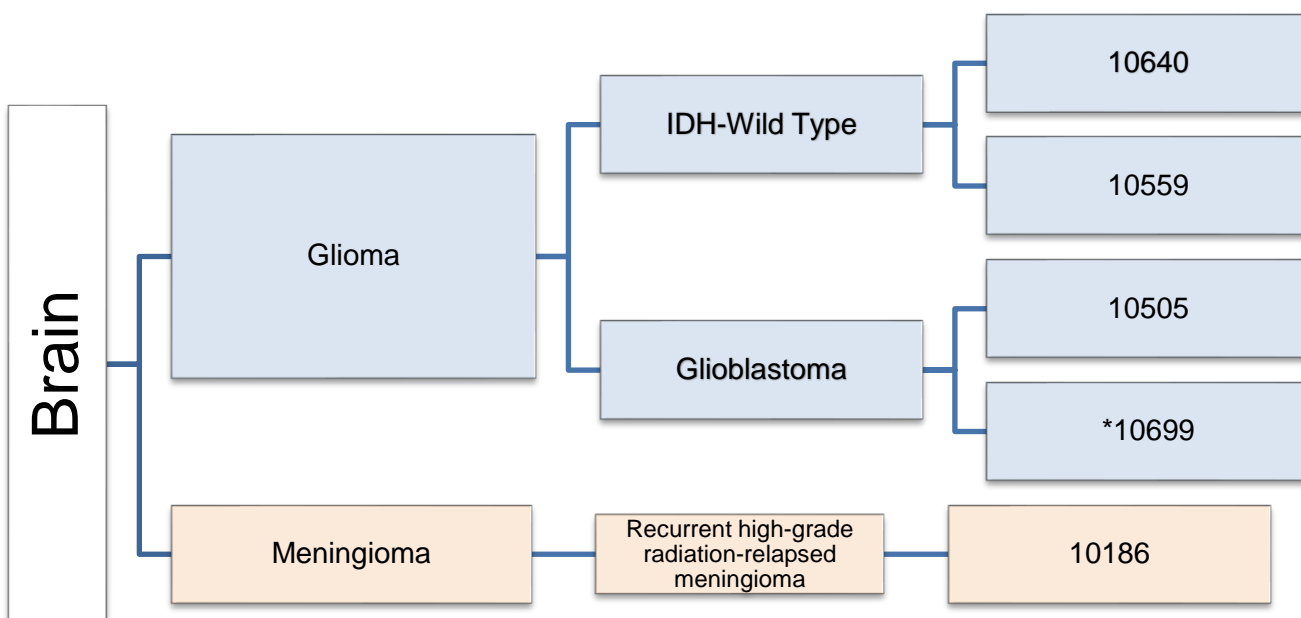 Brain
Glioma
IDH-Wild Type
10640
10559
Glioblastoma
10505
*10699
Meningioma
Recurrent high-grade
radiation-relapsed
meningioma
10186